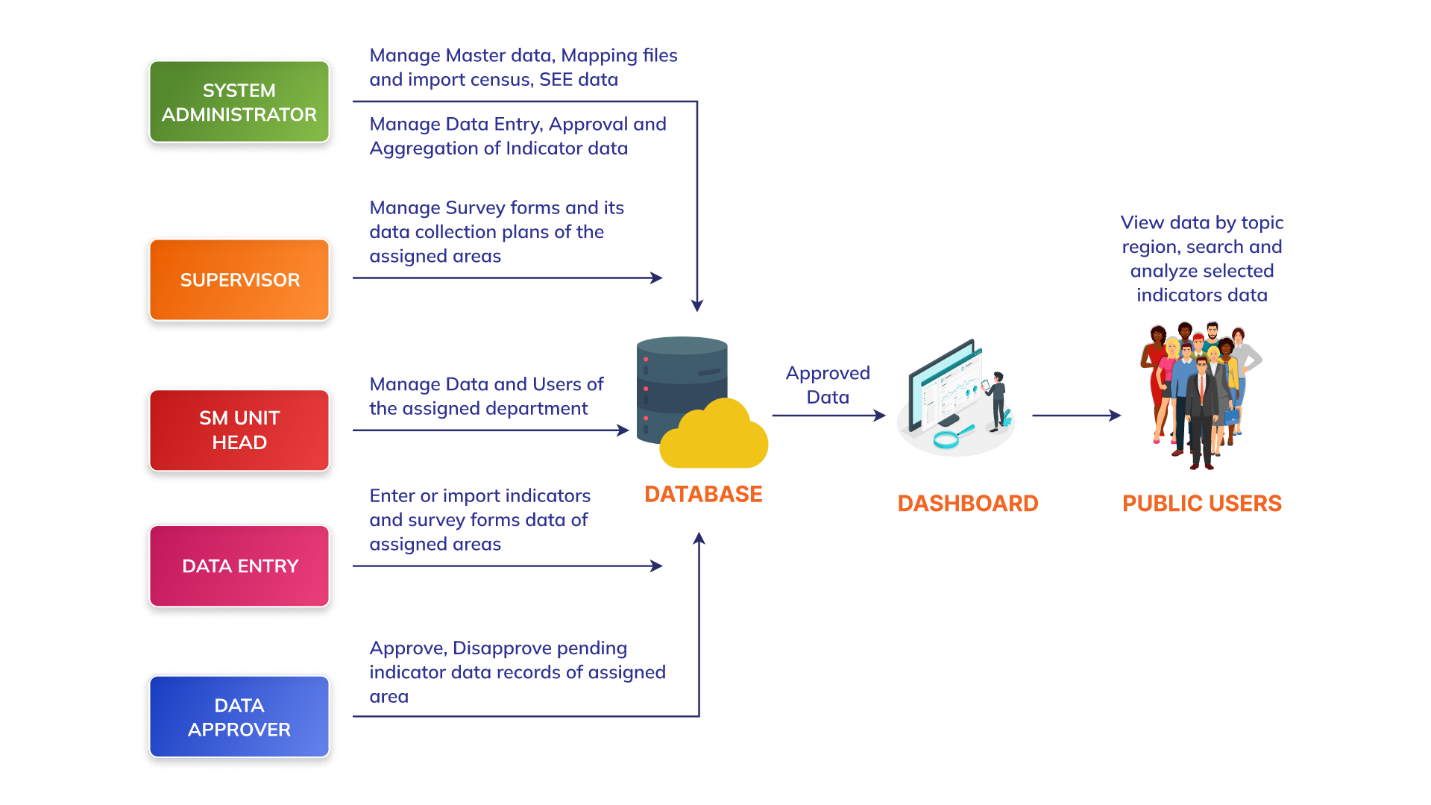 SYSTEM
ADMINISTRATOR
Manage Master data, Mapping files
and import census, SEE data
Manage Data Entry, Approval and
Aggregation of Indicator data
SUPERVISOR
Manage Survey forms and its
data collection plans of the
assigned areas
SM UNIT
HEAD
Manage Data and Users of
the assigned department
DATA ENTRY
Enter or import indicators
and survey forms data of
assigned areas
DATA
APPROVER
Approve, Disapprove pending
indicator data records of assigned
area
DATABASE
Approved
Data
DASHBOARD
View data by topic
region, search and
analyze selected
indicators data
PUBLIC USERS